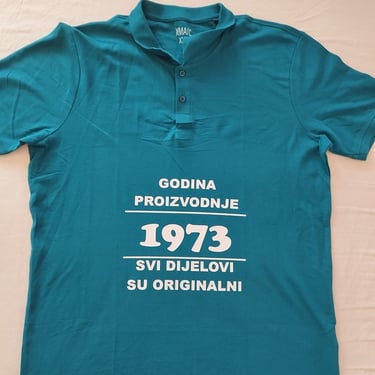 GODINA
PROIZVODNJE
1973
SVI DIJELOVI
SU ORIGINALNI